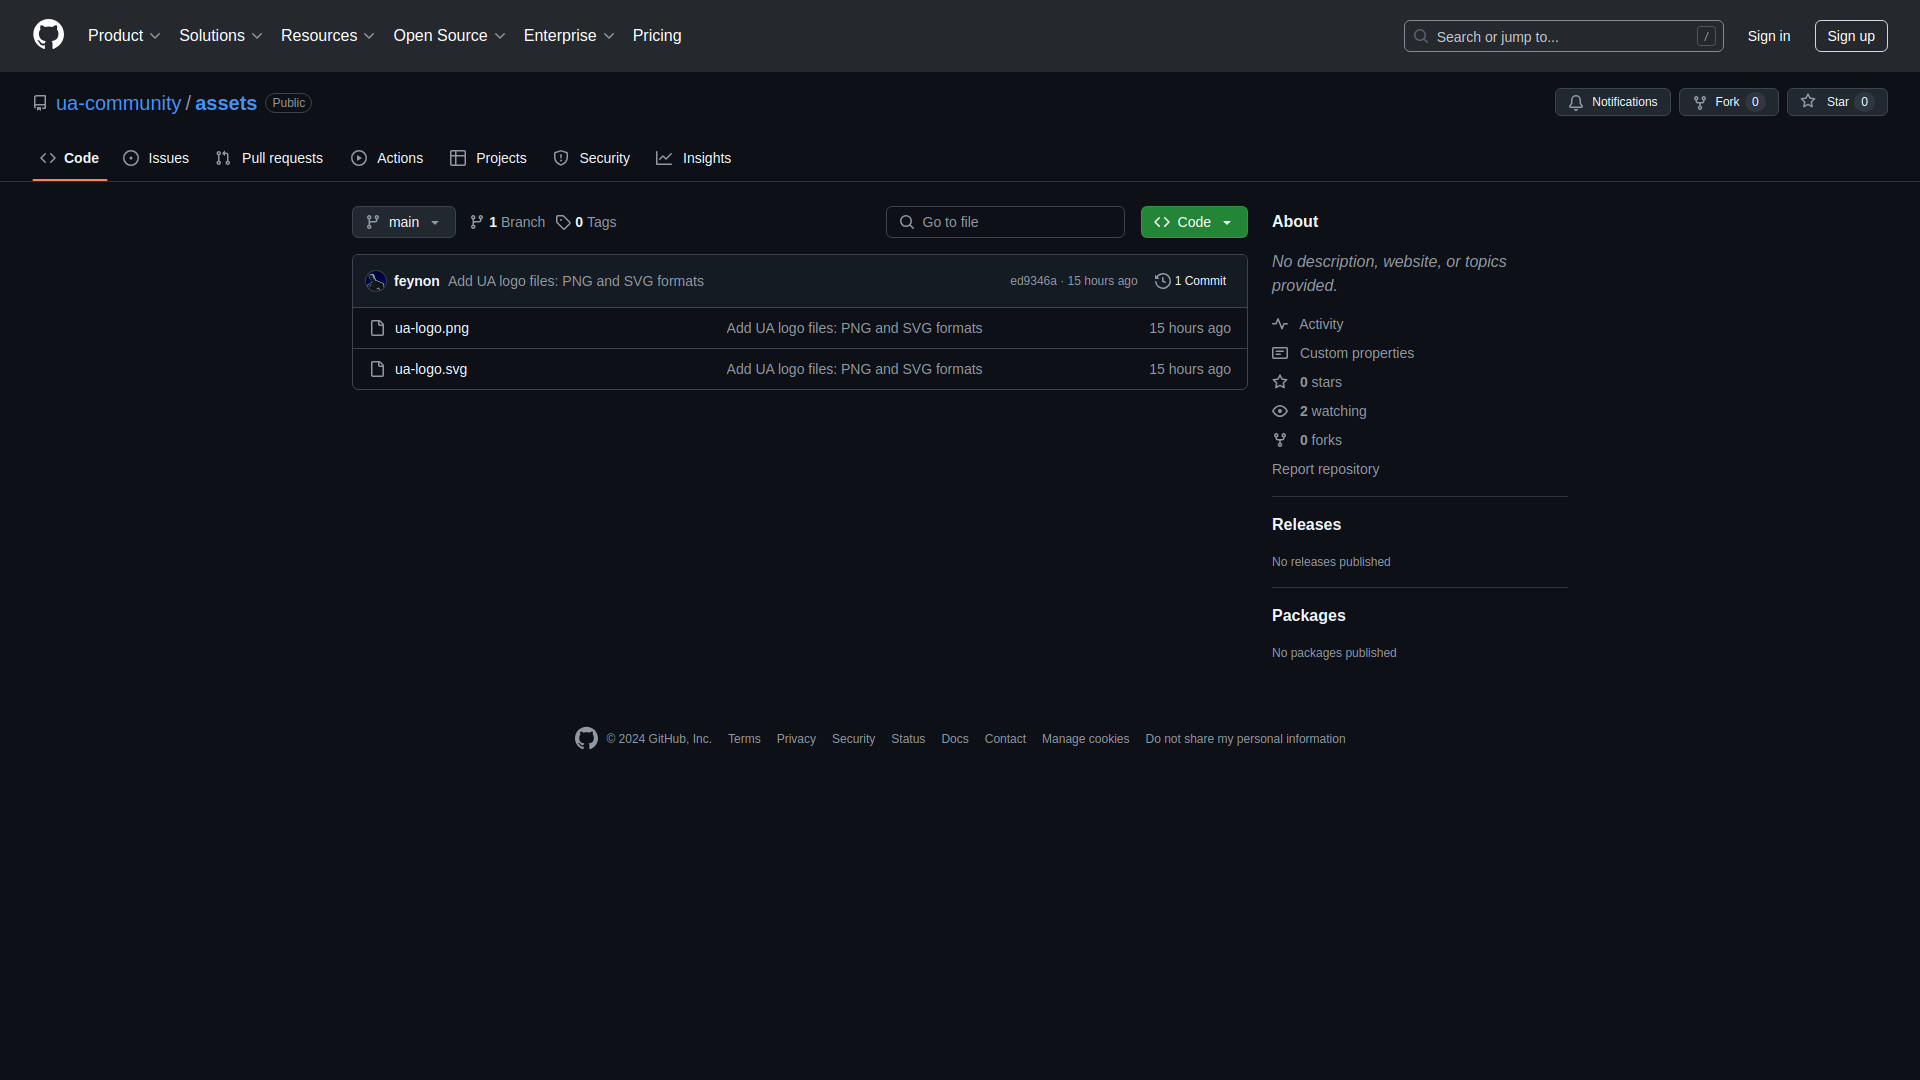 Product Solutions Resources Open Source Enterprise Pricing Search or jump to... / Sign in Sign up
ua-community / assets Public Notifications Fork 0 Star 0
Code Issues Pull requests Actions Projects Security Insights
main 1 Branch 0 Tags Go to file Code
feynon Add UA logo files: PNG and SVG formats ed9346a · 15 hours ago 1 Commit
ua-logo.png Add UA logo files: PNG and SVG formats 15 hours ago
ua-logo.svg Add UA logo files: PNG and SVG formats 15 hours ago
About
No description, website, or topics
provided.
Activity
Custom properties
0 stars
2 watching
0 forks
Report repository
Releases
No releases published
Packages
No packages published
© 2024 GitHub, Inc. Terms Privacy Security Status Docs Contact Manage cookies Do not share my personal information